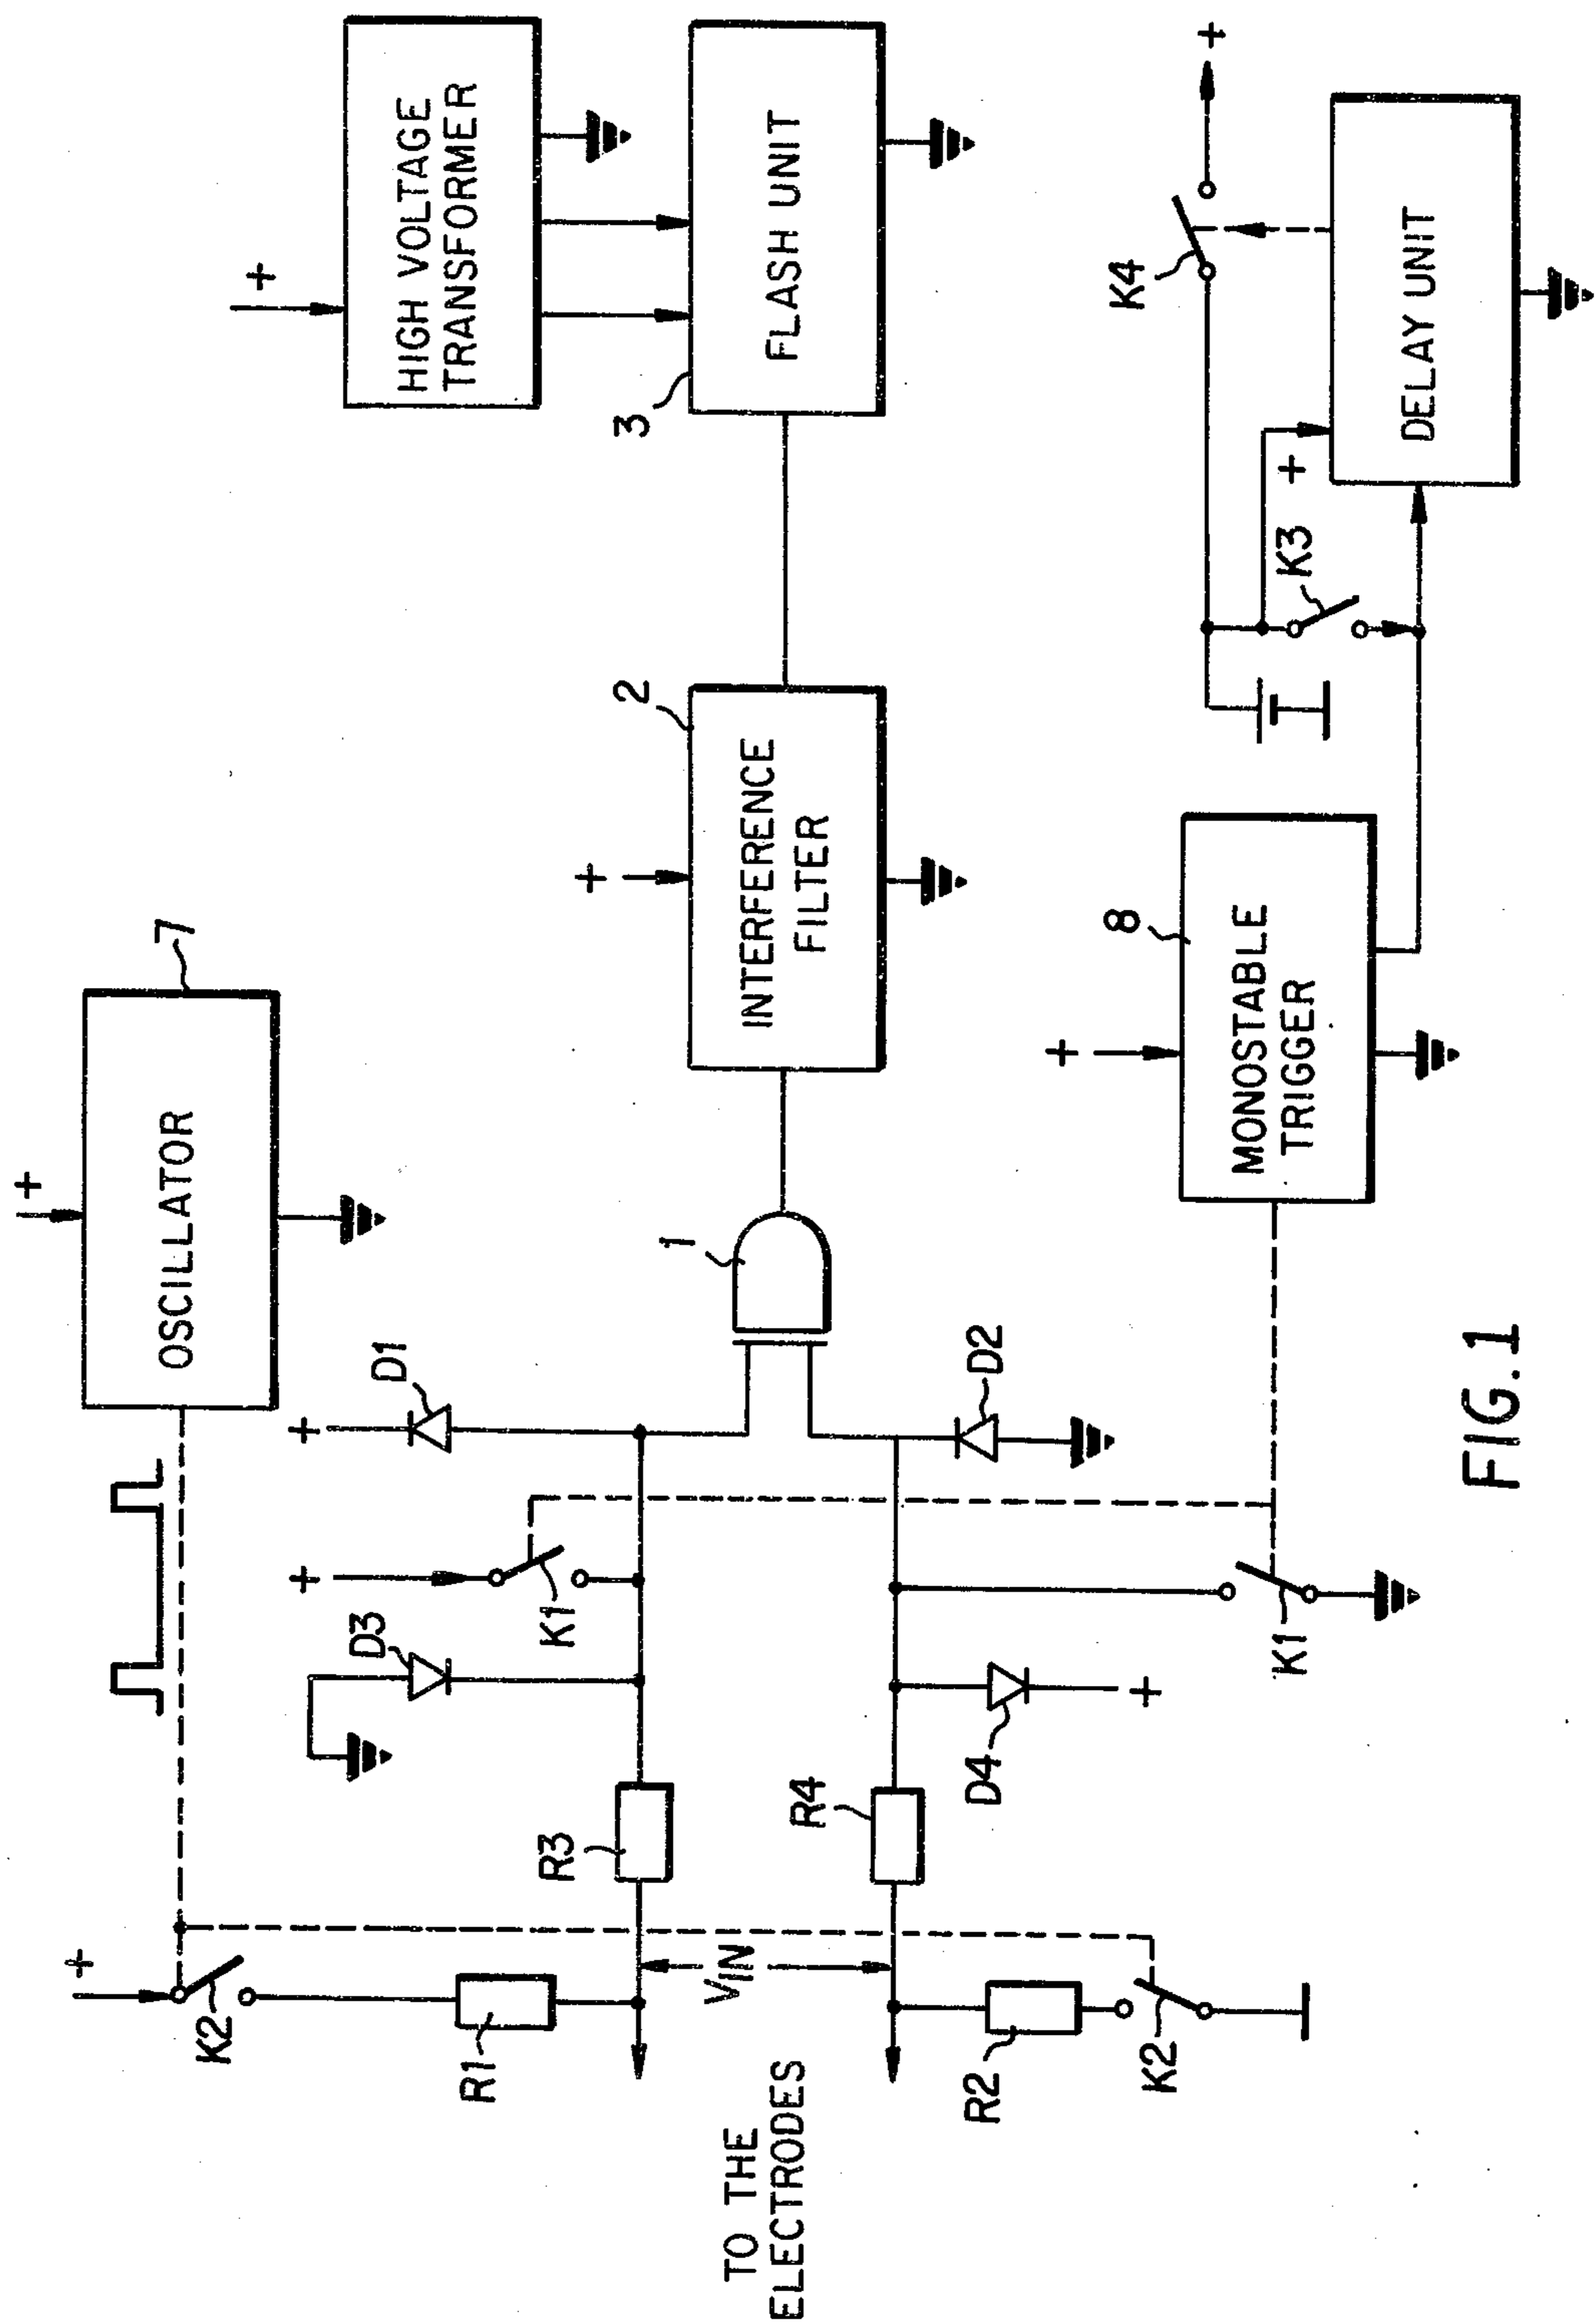 +
OSCILLATOR
7
+
HIGH VOLTAGE
TRANSFORMER
+
K2
R1
D3
+
K1
+
D1
+
INTERFERENCE
FILTER
2
FLASH UNIT
3
1
R3
VIN
TO THE
ELECTRODES
R4
R2
K2
D4
+
K1
D2
+
MONOSTABLE
TRIGGER
8
K3
+
K4
+
DELAY UNIT
FIG.1